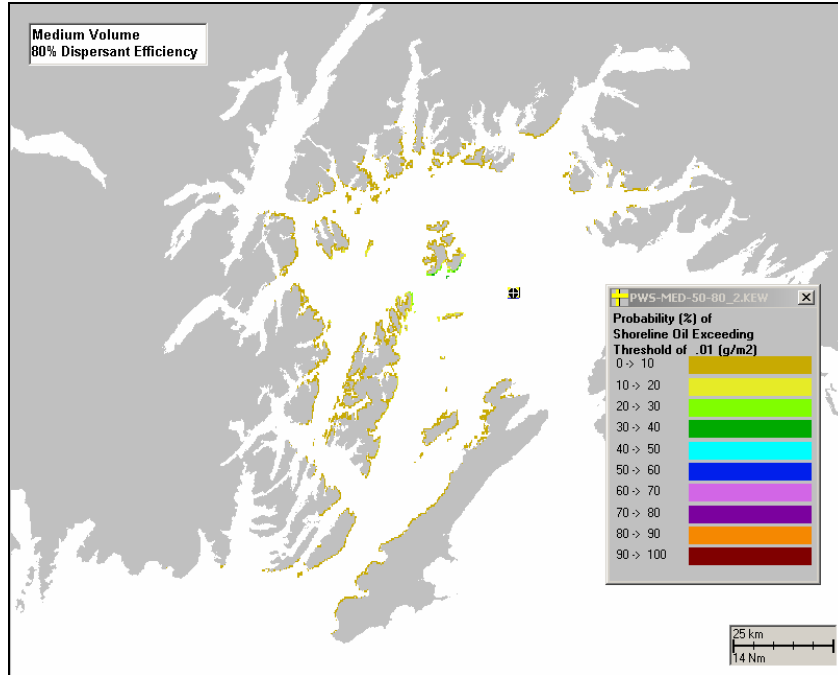 Medium Volume
80% Dispersant Efficiency
PWS-MED-50-80_2.KEW
Probability (%) of
Shoreline Oil Exceeding
Threshold of .01 (g/m2)
0 -> 10
10 -> 20
20 -> 30
30 -> 40
40 -> 50
50 -> 60
60 -> 70
70 -> 80
80 -> 90
90 -> 100
25 km
14 Nm